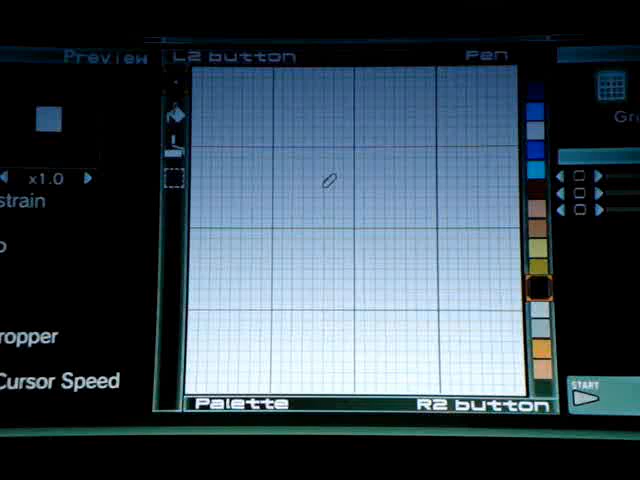 Preview
L2 button
Pen
x1.0
strain
ropper
Cursor Speed
Palette
R2 button
START